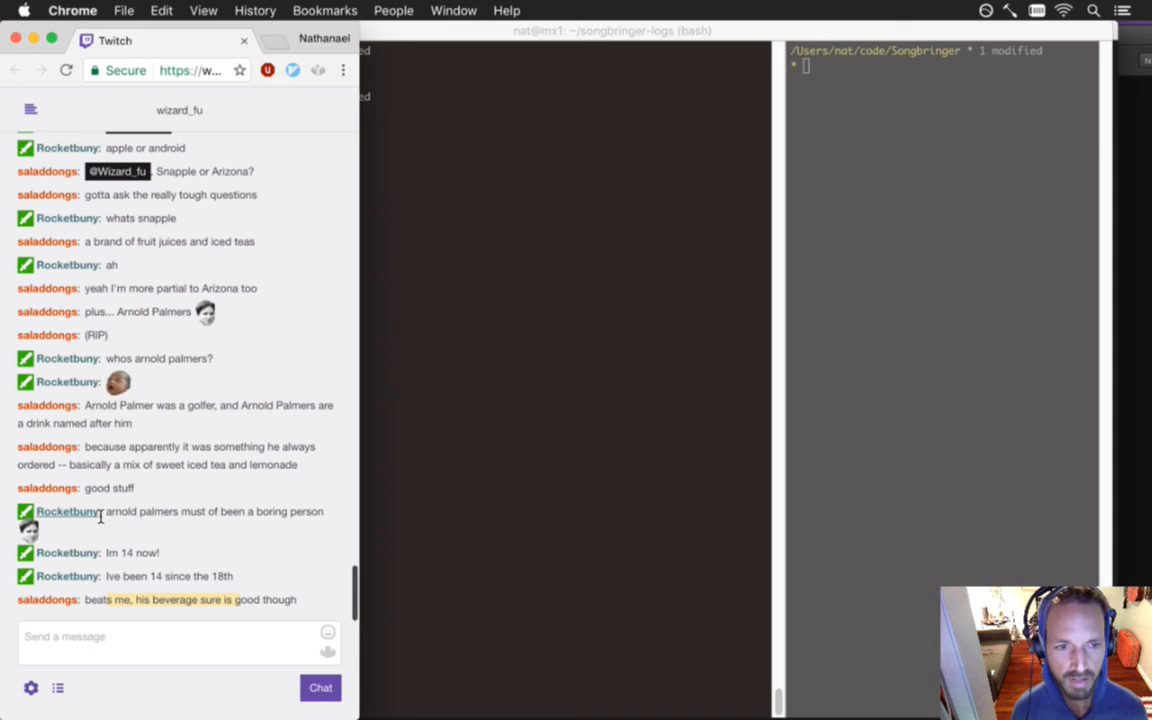 Chrome File Edit View History Bookmarks People Window Help
nat@mx1: ~/songbringer-logs (bash)
Twitch
Nathanael
ed
/Users/nat/code/Songbringer * 1 modified
*
Secure https://w...
ed
wizard_fu
Rocketbuny: apple or android
saladdongs: @Wizard_fu Snapple or Arizona?
saladdongs: gotta ask the really tough questions
Rocketbuny: whats snapple
saladdongs: a brand of fruit juices and iced teas
Rocketbuny: ah
saladdongs: yeah I'm more partial to Arizona too
saladdongs: plus... Arnold Palmers
saladdongs: (RIP)
Rocketbuny: whos arnold palmers?
Rocketbuny:
saladdongs: Arnold Palmer was a golfer, and Arnold Palmers are
a drink named after him
saladdongs: because apparently it was something he always
ordered -- basically a mix of sweet iced tea and lemonade
saladdongs: good stuff
Rocketbuny: arnold palmers must of been a boring person
Rocketbuny: Im 14 now!
Rocketbuny: Ive been 14 since the 18th
saladdongs: beats me, his beverage sure is good though
Send a message
Chat
N